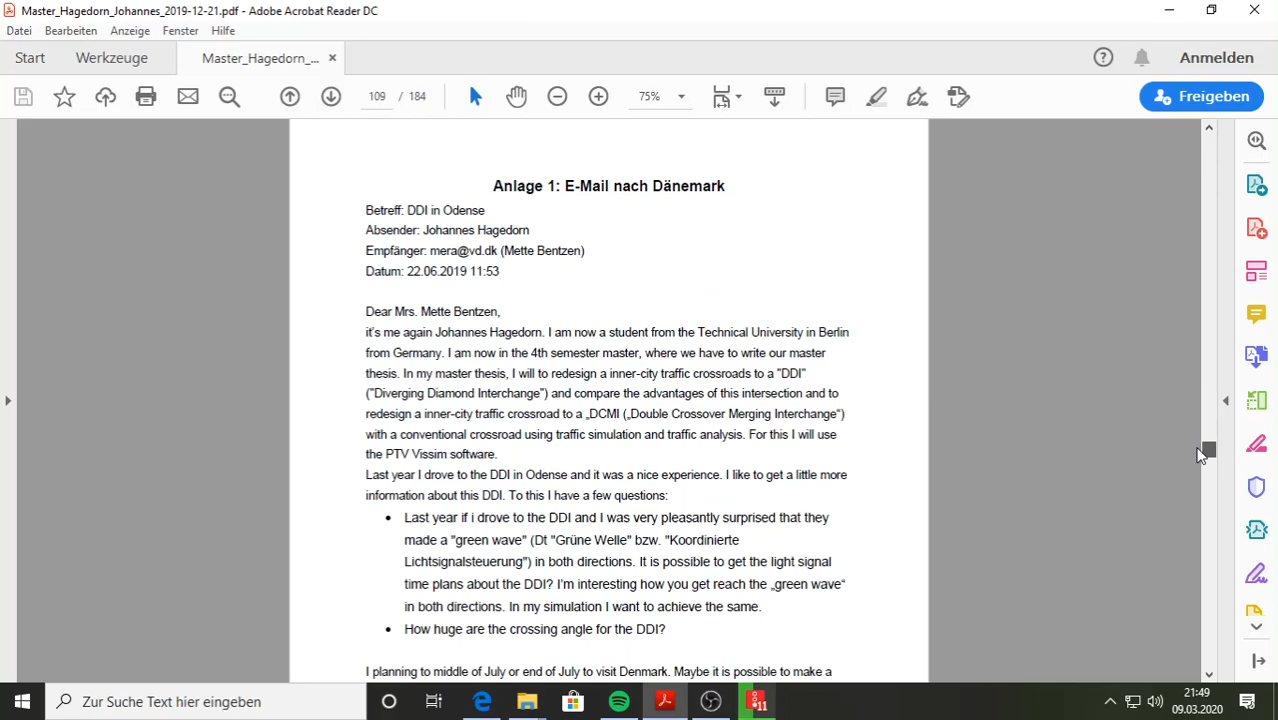 Master_Hagedorn_Johannes_2019-12-21.pdf - Adobe Acrobat Reader DC
Datei Bearbeiten Anzeige Fenster Hilfe
Start Werkzeuge Master_Hagedorn_... ×
Anmelden
109 / 184
75%
Freigeben
Anlage 1: E-Mail nach Dänemark
Betreff: DDI in Odense
Absender: Johannes Hagedorn
Empfänger: mera@vd.dk (Mette Bentzen)
Datum: 22.06.2019 11:53
Dear Mrs. Mette Bentzen,
it's me again Johannes Hagedorn. I am now a student from the Technical University in Berlin
from Germany. I am now in the 4th semester master, where we have to write our master
thesis. In my master thesis, I will to redesign a inner-city traffic crossroads to a "DDI"
("Diverging Diamond Interchange") and compare the advantages of this intersection and to
redesign a inner-city traffic crossroad to a „DCMI („Double Crossover Merging Interchange“)
with a conventional crossroad using traffic simulation and traffic analysis. For this I will use
the PTV Vissim software.
Last year I drove to the DDI in Odense and it was a nice experience. I like to get a little more
information about this DDI. To this I have a few questions:
• Last year if i drove to the DDI and I was very pleasantly surprised that they
made a "green wave" (Dt "Grüne Welle" bzw. "Koordinierte
Lichtsignalsteuerung") in both directions. It is possible to get the light signal
time plans about the DDI? I'm interesting how you get reach the „green wave“
in both directions. In my simulation I want to achieve the same.
• How huge are the crossing angle for the DDI?
I planning to middle of July or end of July to visit Denmark. Maybe it is possible to make a
Zur Suche Text hier eingeben
11
21:49
09.03.2020